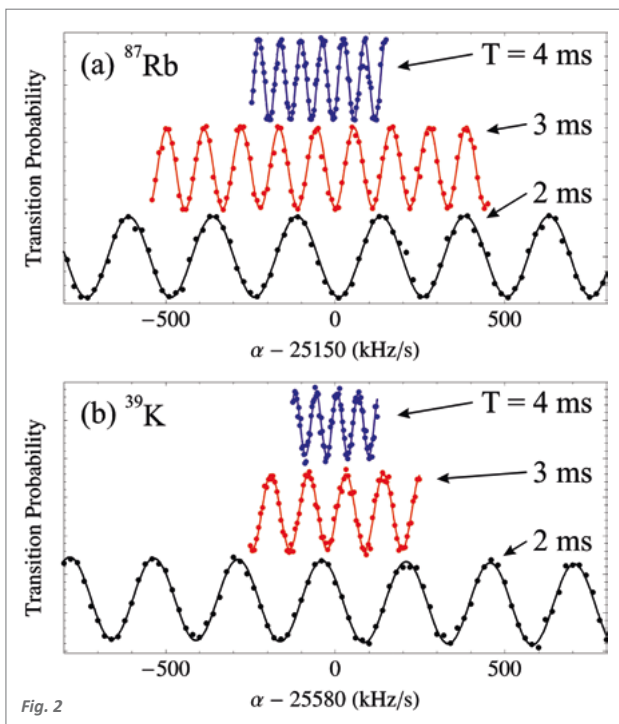 (a) ⁸⁷Rb
T = 4 ms
3 ms
2 ms
Transition Probability
−500 0 500
α − 25150 (kHz/s)
(b) ³⁹K
T = 4 ms
3 ms
2 ms
Transition Probability
−500 0 500
α − 25580 (kHz/s)
Fig. 2